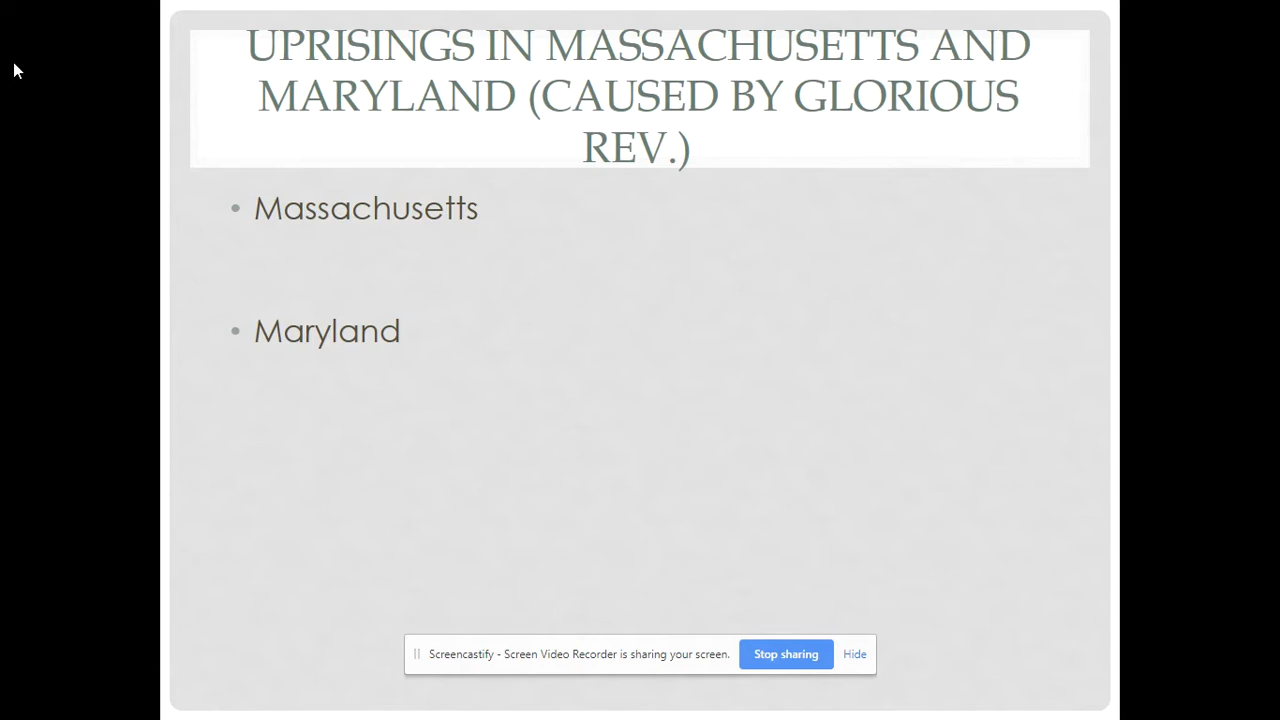 UPRISINGS IN MASSACHUSETTS AND
MARYLAND (CAUSED BY GLORIOUS
REV.)
• Massachusetts
• Maryland
Screencastify - Screen Video Recorder is sharing your screen. Stop sharing Hide